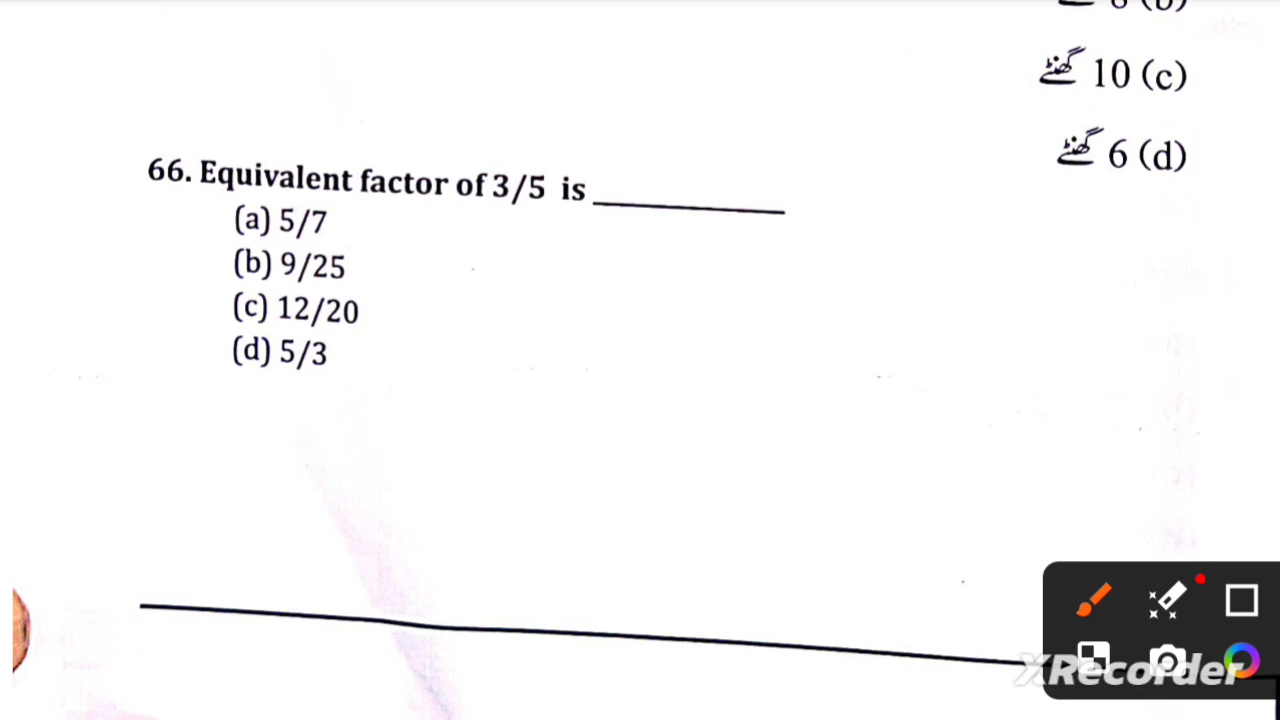 گھنٹے 10 (c)
گھنٹے 6 (d)
66. Equivalent factor of 3/5 is ___________
(a) 5/7
(b) 9/25
(c) 12/20
(d) 5/3
XRecorder